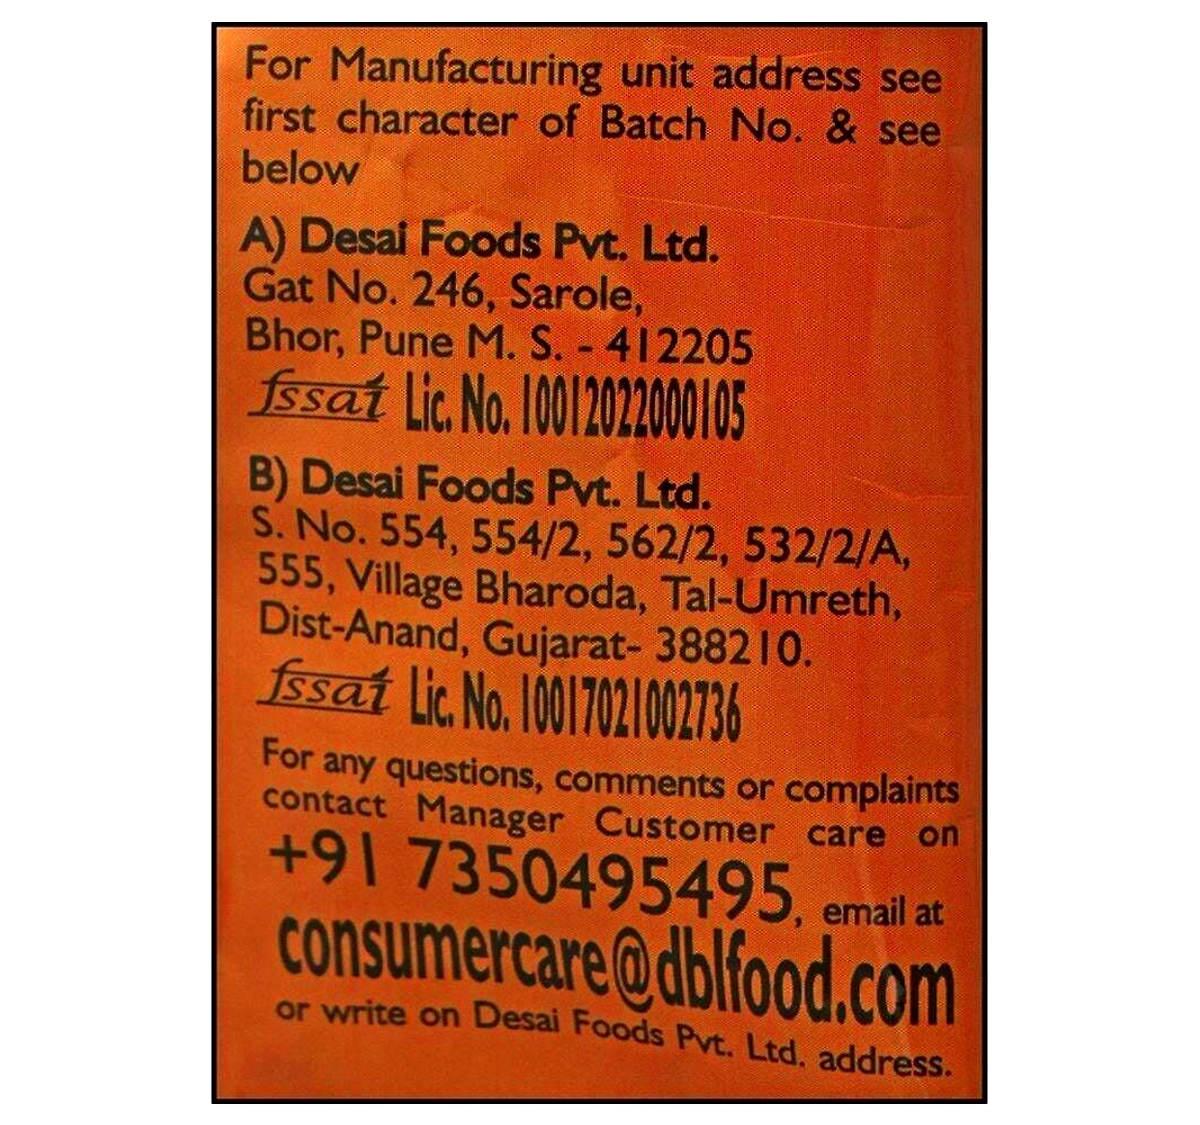 For Manufacturing unit address see
first character of Batch No. & see
below
A) Desai Foods Pvt. Ltd.
Gat No. 246, Sarole,
Bhor, Pune M. S. - 412205
fssai Lic. No. 10012022000105
B) Desai Foods Pvt. Ltd.
S. No. 554, 554/2, 562/2, 532/2/A,
555, Village Bharoda, Tal-Umreth,
Dist-Anand, Gujarat- 388210.
fssai Lic. No. 10017021002736
For any questions, comments or complaints
contact Manager Customer care on
+91 7350495495, email at
consumercare@dblfood.com
or write on Desai Foods Pvt. Ltd. address.